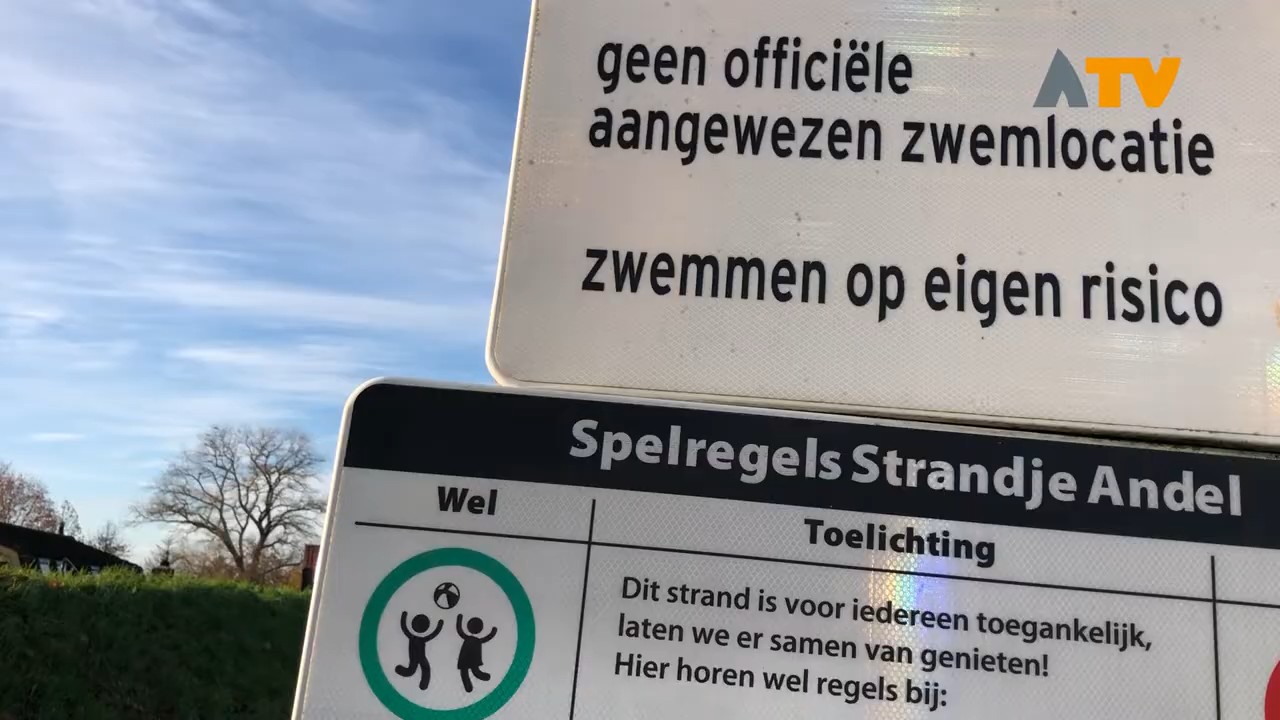 ATV
geen officiële
aangewezen zwemlocatie
zwemmen op eigen risico
Spelregels Strandje Andel
Wel
Toelichting
Dit strand is voor iedereen toegankelijk,
laten we er samen van genieten!
Hier horen wel regels bij: